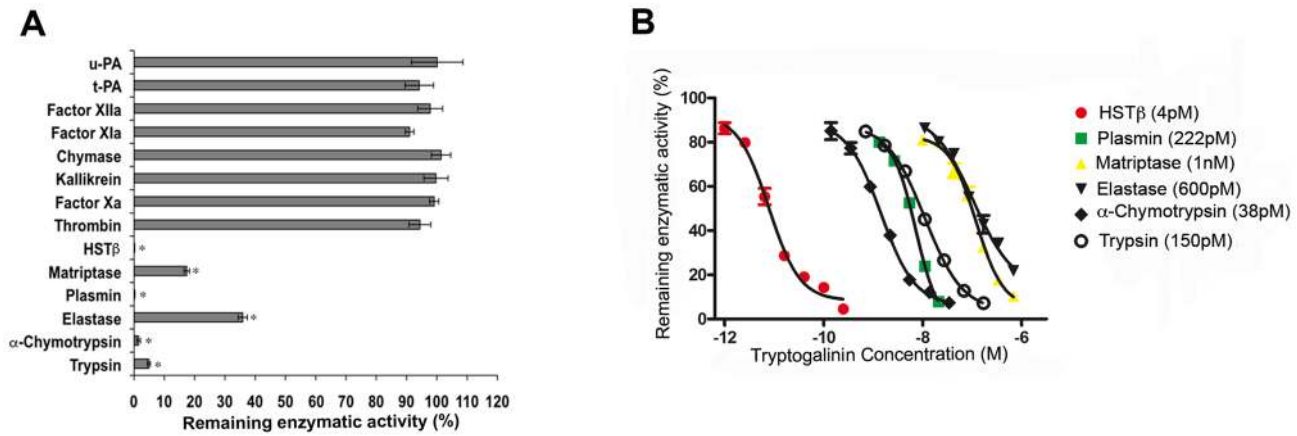 A
u-PA
t-PA
Factor XIIa
Factor XIa
Chymase
Kallikrein
Factor Xa
Thrombin
HSTβ
*
Matriptase
*
Plasmin
*
Elastase
*
α-Chymotrypsin
*
Trypsin
*
0 10 20 30 40 50 60 70 80 90 100 110 120
Remaining enzymatic activity (%)
B
Remaining enzymatic activity (%)
100
80
60
40
20
0
-12 -10 -8 -6
Tryptogalinin Concentration (M)
HSTβ (4pM)
Plasmin (222pM)
Matriptase (1nM)
Elastase (600pM)
α-Chymotrypsin (38pM)
Trypsin (150pM)